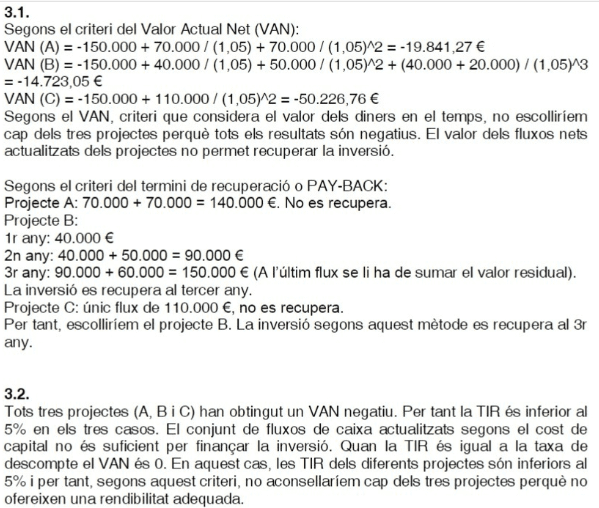 3.1.
Segons el criteri del Valor Actual Net (VAN):
VAN (A) = -150.000 + 70.000 / (1,05) + 70.000 / (1,05)^2 = -19.841,27 €
VAN (B) = -150.000 + 40.000 / (1,05) + 50.000 / (1,05)^2 + (40.000 + 20.000) / (1,05)^3
= -14.723,05 €
VAN (C) = -150.000 + 110.000 / (1,05)^2 = -50.226,76 €
Segons el VAN, criteri que considera el valor dels diners en el temps, no escolliríem
cap dels tres projectes perquè tots els resultats són negatius. El valor dels fluxos nets
actualitzats dels projectes no permet recuperar la inversió.
Segons el criteri del termini de recuperació o PAY-BACK:
Projecte A: 70.000 + 70.000 = 140.000 €. No es recupera.
Projecte B:
1r any: 40.000 €
2n any: 40.000 + 50.000 = 90.000 €
3r any: 90.000 + 60.000 = 150.000 € (A l'últim flux se li ha de sumar el valor residual).
La inversió es recupera al tercer any.
Projecte C: únic flux de 110.000 €, no es recupera.
Per tant, escolliríem el projecte B. La inversió segons aquest mètode es recupera al 3r
any.
3.2.
Tots tres projectes (A, B i C) han obtingut un VAN negatiu. Per tant la TIR és inferior al
5% en els tres casos. El conjunt de fluxos de caixa actualitzats segons el cost de
capital no és suficient per finançar la inversió. Quan la TIR és igual a la taxa de
descompte el VAN és 0. En aquest cas, les TIR dels diferents projectes són inferiors al
5% i per tant, segons aquest criteri, no aconsellaríem cap dels tres projectes perquè no
ofereixen una rendibilitat adequada.